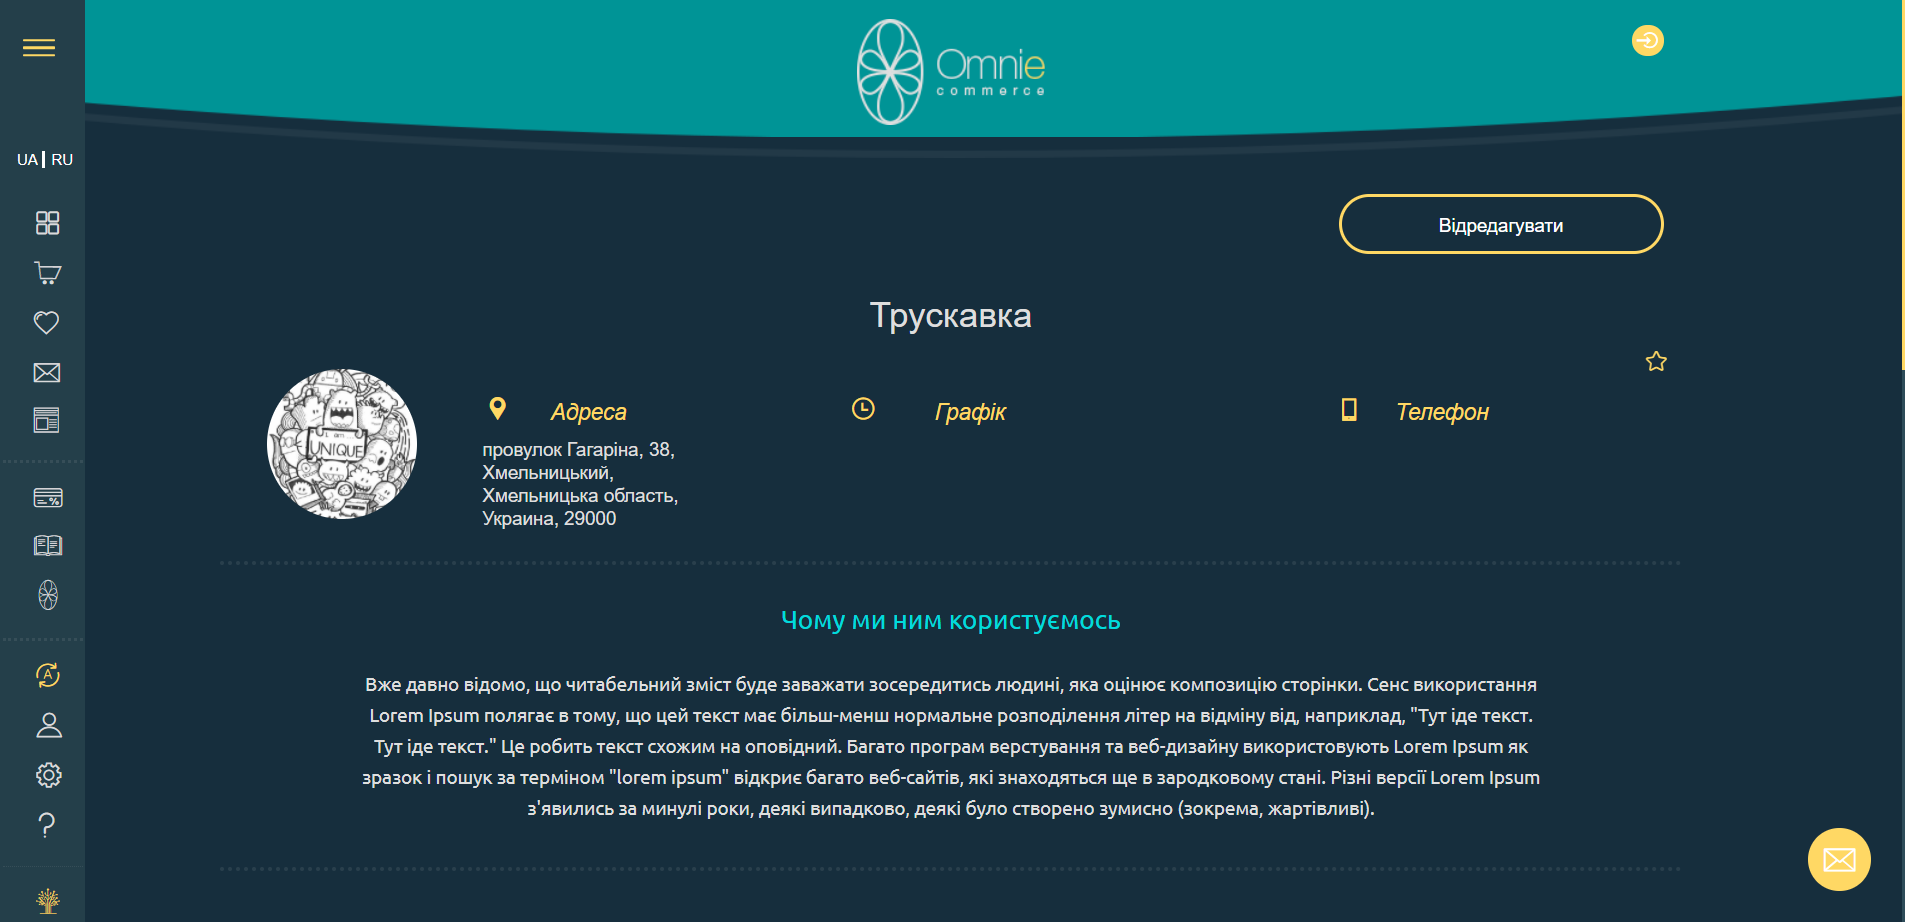 Omnie
commerce
UA RU
Відредагувати
Трускавка
Адреса
Графік
Телефон
I am...
UNIQUE
провулок Гагаріна, 38,
Хмельницький,
Хмельницька область,
Украина, 29000
Чому ми ним користуємось
Вже давно відомо, що читабельний зміст буде заважати зосередитись людині, яка оцінює композицію сторінки. Сенс використання
Lorem Ipsum полягає в тому, що цей текст має більш-менш нормальне розподілення літер на відміну від, наприклад, "Тут іде текст.
Тут іде текст." Це робить текст схожим на оповідний. Багато програм верстування та веб-дизайну використовують Lorem Ipsum як
зразок і пошук за терміном "lorem ipsum" відкриє багато веб-сайтів, які знаходяться ще в зародковому стані. Різні версії Lorem Ipsum
з'явились за минулі роки, деякі випадково, деякі було створено зумисно (зокрема, жартівливі).